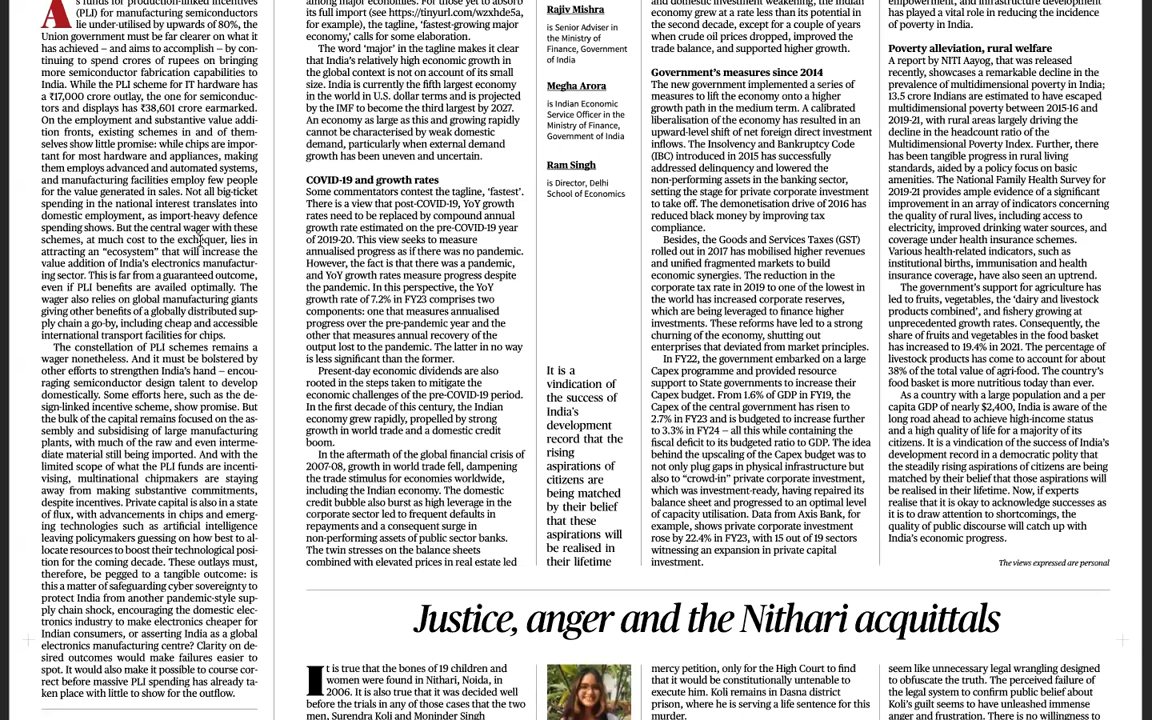 As funds for production-linked incentives
(PLI) for manufacturing semiconductors
lie under-utilised by upwards of 80%, the
Union government must be far clearer on what it
has achieved — and aims to accomplish — by con-
tinuing to spend crores of rupees on bringing
more semiconductor fabrication capabilities to
India. While the PLI scheme for IT hardware has
a ₹17,000 crore outlay, the one for semiconduc-
tors and displays has ₹38,601 crore earmarked.
On the employment and substantive value addi-
tion fronts, existing schemes in and of them-
selves show little promise: while chips are impor-
tant for most hardware and appliances, making
them employs advanced and automated systems,
and manufacturing facilities employ few people
for the value generated in sales. Not all big-ticket
spending in the national interest translates into
domestic employment, as import-heavy defence
spending shows. But the central wager with these
schemes, at much cost to the exchequer, lies in
attracting an “ecosystem” that will increase the
value addition of India’s electronics manufactur-
ing sector. This is far from a guaranteed outcome,
even if PLI benefits are availed optimally. The
wager also relies on global manufacturing giants
giving other benefits of a globally distributed sup-
ply chain a go-by, including cheap and accessible
international transport facilities for chips.
The constellation of PLI schemes remains a
wager nonetheless. And it must be bolstered by
other efforts to strengthen India’s hand — encou-
raging semiconductor design talent to develop
domestically. Some efforts here, such as the de-
sign-linked incentive scheme, show promise. But
the bulk of the capital remains focused on the as-
sembly and subsidising of large manufacturing
plants, with much of the raw and even interme-
diate material still being imported. And with the
limited scope of what the PLI funds are incenti-
vising, multinational chipmakers are staying
away from making substantive commitments,
despite incentives. Private capital is also in a state
of flux, with advancements in chips and emerg-
ing technologies such as artificial intelligence
leaving policymakers guessing on how best to al-
locate resources to boost their technological posi-
tion for the coming decade. These outlays must,
therefore, be pegged to a tangible outcome: is
this a matter of safeguarding cyber sovereignty to
protect India from another pandemic-style sup-
ply chain shock, encouraging the domestic elec-
tronics industry to make electronics cheaper for
Indian consumers, or asserting India as a global
electronics manufacturing centre? Clarity on de-
sired outcomes would make failures easier to
spot. It would also make it possible to course cor-
rect before massive PLI spending has already ta-
ken place with little to show for the outflow.
among major economies. For those yet to absorb
its full import (see https://tinyurl.com/wzxhde5a,
for example), the tagline, ‘fastest-growing major
economy,’ calls for some elaboration.
The word ‘major’ in the tagline makes it clear
that India’s relatively high economic growth in
the global context is not on account of its small
size. India is currently the fifth largest economy
in the world in U.S. dollar terms and is projected
by the IMF to become the third largest by 2027.
An economy as large as this and growing rapidly
cannot be characterised by weak domestic
demand, particularly when external demand
growth has been uneven and uncertain.
COVID-19 and growth rates
Some commentators contest the tagline, ‘fastest’.
There is a view that post-COVID-19, YoY growth
rates need to be replaced by compound annual
growth rate estimated on the pre-COVID-19 year
of 2019-20. This view seeks to measure
annualised progress as if there was no pandemic.
However, the fact is that there was a pandemic,
and YoY growth rates measure progress despite
the pandemic. In this perspective, the YoY
growth rate of 7.2% in FY23 comprises two
components: one that measures annualised
progress over the pre-pandemic year and the
other that measures annual recovery of the
output lost to the pandemic. The latter in no way
is less significant than the former.
Present-day economic dividends are also
rooted in the steps taken to mitigate the
economic challenges of the pre-COVID-19 period.
In the first decade of this century, the Indian
economy grew rapidly, propelled by strong
growth in world trade and a domestic credit
boom.
In the aftermath of the global financial crisis of
2007-08, growth in world trade fell, dampening
the trade stimulus for economies worldwide,
including the Indian economy. The domestic
credit bubble also burst as high leverage in the
corporate sector led to frequent defaults in
repayments and a consequent surge in
non-performing assets of public sector banks.
The twin stresses on the balance sheets
combined with elevated prices in real estate led
Rajiv Mishra
is Senior Adviser in
the Ministry of
Finance, Government
of India
Megha Arora
is Indian Economic
Service Officer in the
Ministry of Finance,
Government of India
Ram Singh
is Director, Delhi
School of Economics
It is a
vindication of
the success of
India’s
development
record that the
rising
aspirations of
citizens are
being matched
by their belief
that these
aspirations will
be realised in
their lifetime
and domestic investment weakening, the Indian
economy grew at a rate less than its potential in
the second decade, except for a couple of years
when crude oil prices dropped, improved the
trade balance, and supported higher growth.
Government’s measures since 2014
The new government implemented a series of
measures to lift the economy onto a higher
growth path in the medium term. A calibrated
liberalisation of the economy has resulted in an
upward-level shift of net foreign direct investment
inflows. The Insolvency and Bankruptcy Code
(IBC) introduced in 2015 has successfully
addressed delinquency and lowered the
non-performing assets in the banking sector,
setting the stage for private corporate investment
to take off. The demonetisation drive of 2016 has
reduced black money by improving tax
compliance.
Besides, the Goods and Services Taxes (GST)
rolled out in 2017 has mobilised higher revenues
and unified fragmented markets to build
economic synergies. The reduction in the
corporate tax rate in 2019 to one of the lowest in
the world has increased corporate reserves,
which are being leveraged to finance higher
investments. These reforms have led to a strong
churning of the economy, shutting out
enterprises that deviated from market principles.
In FY22, the government embarked on a large
Capex programme and provided resource
support to State governments to increase their
Capex budget. From 1.6% of GDP in FY19, the
Capex of the central government has risen to
2.7% in FY23 and is budgeted to increase further
to 3.3% in FY24 — all this while containing the
fiscal deficit to its budgeted ratio to GDP. The idea
behind the upscaling of the Capex budget was to
not only plug gaps in physical infrastructure but
also to “crowd-in” private corporate investment,
which was investment-ready, having repaired its
balance sheet and progressed to an optimal level
of capacity utilisation. Data from Axis Bank, for
example, shows private corporate investment
rose by 22.4% in FY23, with 15 out of 19 sectors
witnessing an expansion in private capital
investment.
empowerment, and infrastructure development
has played a vital role in reducing the incidence
of poverty in India.
Poverty alleviation, rural welfare
A report by NITI Aayog, that was released
recently, showcases a remarkable decline in the
prevalence of multidimensional poverty in India;
13.5 crore Indians are estimated to have escaped
multidimensional poverty between 2015-16 and
2019-21, with rural areas largely driving the
decline in the headcount ratio of the
Multidimensional Poverty Index. Further, there
has been tangible progress in rural living
standards, aided by a policy focus on basic
amenities. The National Family Health Survey for
2019-21 provides ample evidence of a significant
improvement in an array of indicators concerning
the quality of rural lives, including access to
electricity, improved drinking water sources, and
coverage under health insurance schemes.
Various health-related indicators, such as
institutional births, immunisation and health
insurance coverage, have also seen an uptrend.
The government’s support for agriculture has
led to fruits, vegetables, the ‘dairy and livestock
products combined’, and fishery growing at
unprecedented growth rates. Consequently, the
share of fruits and vegetables in the food basket
has increased to 19.4% in 2021. The percentage of
livestock products has come to account for about
38% of the total value of agri-food. The country’s
food basket is more nutritious today than ever.
As a country with a large population and a per
capita GDP of nearly $2,400, India is aware of the
long road ahead to achieve high-income status
and a high quality of life for a majority of its
citizens. It is a vindication of the success of India’s
development record in a democratic polity that
the steadily rising aspirations of citizens are being
matched by their belief that those aspirations will
be realised in their lifetime. Now, if experts
realise that it is okay to acknowledge successes as
it is to draw attention to shortcomings, the
quality of public discourse will catch up with
India’s economic progress.
The views expressed are personal
Justice, anger and the Nithari acquittals
It is true that the bones of 19 children and
women were found in Nithari, Noida, in
2006. It is also true that it was decided well
before the trials in any of those cases that the two
men, Surendra Koli and Moninder Singh
mercy petition, only for the High Court to find
that it would be constitutionally untenable to
execute him. Koli remains in Dasna district
prison, where he is serving a life sentence for this
murder.
seem like unnecessary legal wrangling designed
to obfuscate the truth. The perceived failure of
the legal system to confirm public belief about
Koli’s guilt seems to have unleashed immense
anger and frustration. There is no willingness to